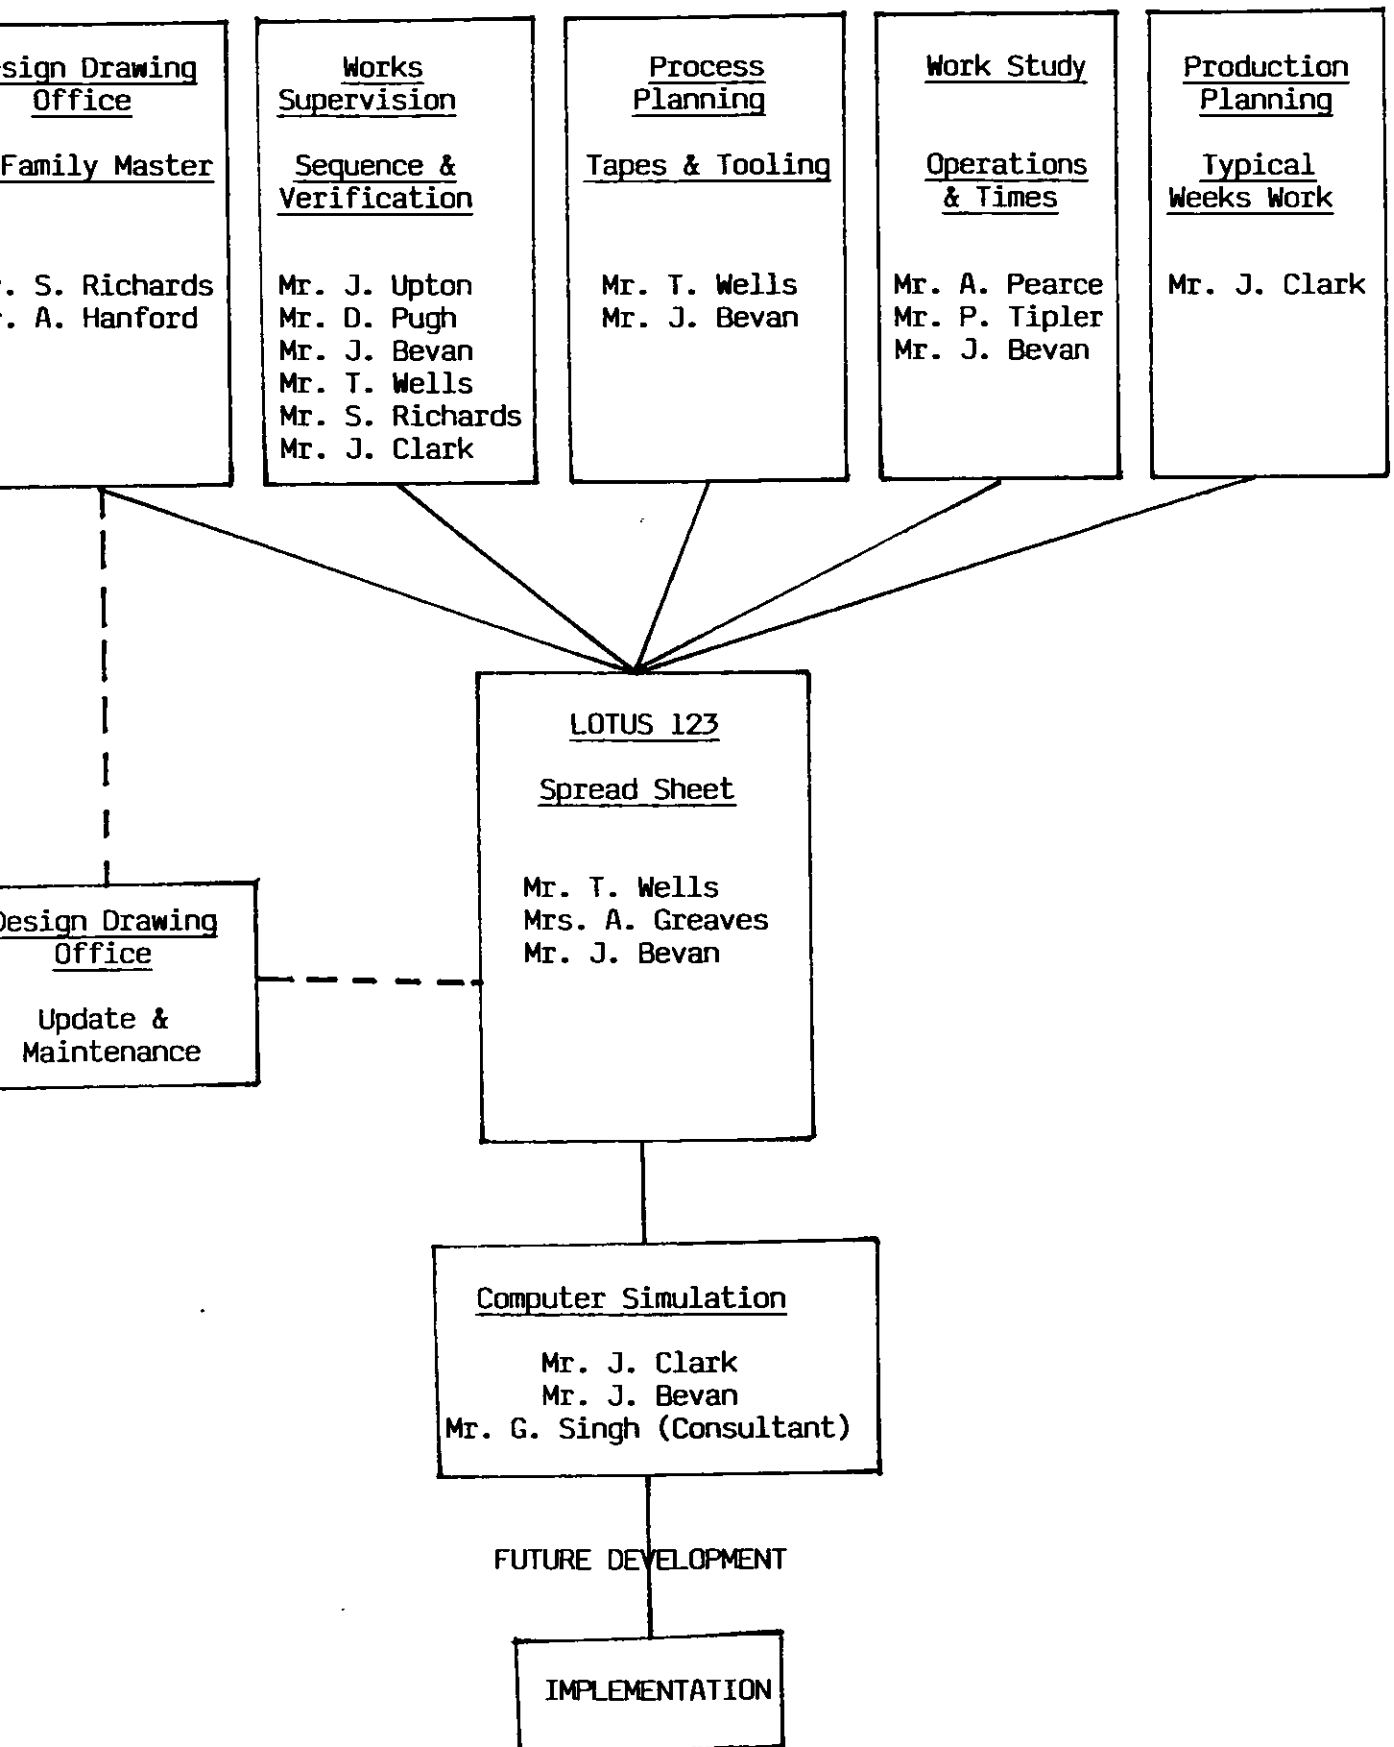 sign Drawing
Office
Family Master
. S. Richards
. A. Hanford
Works
Supervision
Sequence &
Verification
Mr. J. Upton
Mr. D. Pugh
Mr. J. Bevan
Mr. T. Wells
Mr. S. Richards
Mr. J. Clark
Process
Planning
Tapes & Tooling
Mr. T. Wells
Mr. J. Bevan
Work Study
Operations
& Times
Mr. A. Pearce
Mr. P. Tipler
Mr. J. Bevan
Production
Planning
Typical
Weeks Work
Mr. J. Clark
LOTUS 123
Spread Sheet
Mr. T. Wells
Mrs. A. Greaves
Mr. J. Bevan
Design Drawing
Office
Update &
Maintenance
Computer Simulation
Mr. J. Clark
Mr. J. Bevan
Mr. G. Singh (Consultant)
FUTURE DEVELOPMENT
IMPLEMENTATION